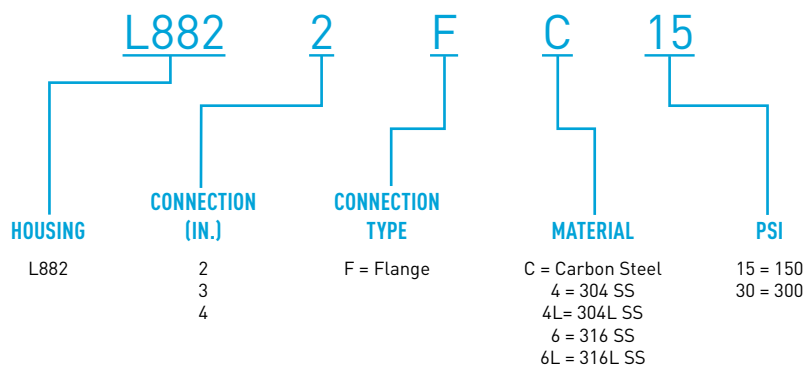 L882 2 F C 15
HOUSING
L882
CONNECTION
(IN.)
2
3
4
CONNECTION
TYPE
F = Flange
MATERIAL
C = Carbon Steel
4 = 304 SS
4L= 304L SS
6 = 316 SS
6L = 316L SS
PSI
15 = 150
30 = 300